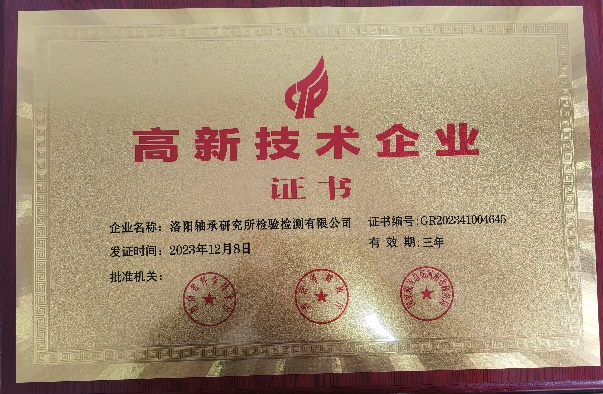 高新技术企业
证书
企业名称：洛阳轴承研究所检验检测有限公司 证书编号:GR202341004645
发证时间：2023年12月8日 有效期:三年
批准机关：